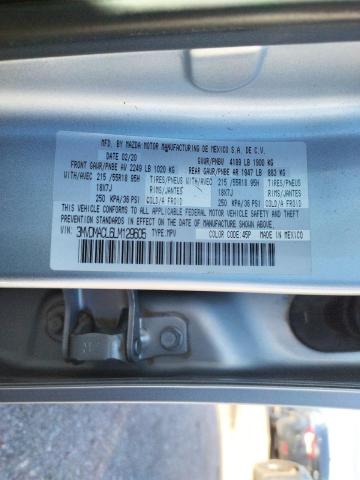 MFD. BY MAZDA MOTOR MANUFACTURING DE MEXICO S.A. DE C.V.
DATE 02/20 GVWR/PNBV 4189 LB 1900 KG
FRONT GAWR/PNBE AV 2249 LB 1020 KG REAR GAWR/PNBE AR 1947 LB 883 KG
WITH/AVEC 215 /55R18 95H TIRES/PNEUS WITH/AVEC 215 /55R18 95H TIRES/PNEUS
18X7J RIMS/JANTES 18X7J RIMS/JANTES
250 KPA/36 PSI COLD/A FROID 250 KPA/36 PSI COLD/A FROID
THIS VEHICLE CONFORMS TO ALL APPLICABLE FEDERAL MOTOR VEHICLE SAFETY AND
BUMPER STANDARDS IN EFFECT ON THE DATE OF MANUFACTURE SHOWN ABOVE.
VIN: 3MVDMACL6LM129605 TYPE: MPV COLOR CODE: 45P MADE IN MEXICO